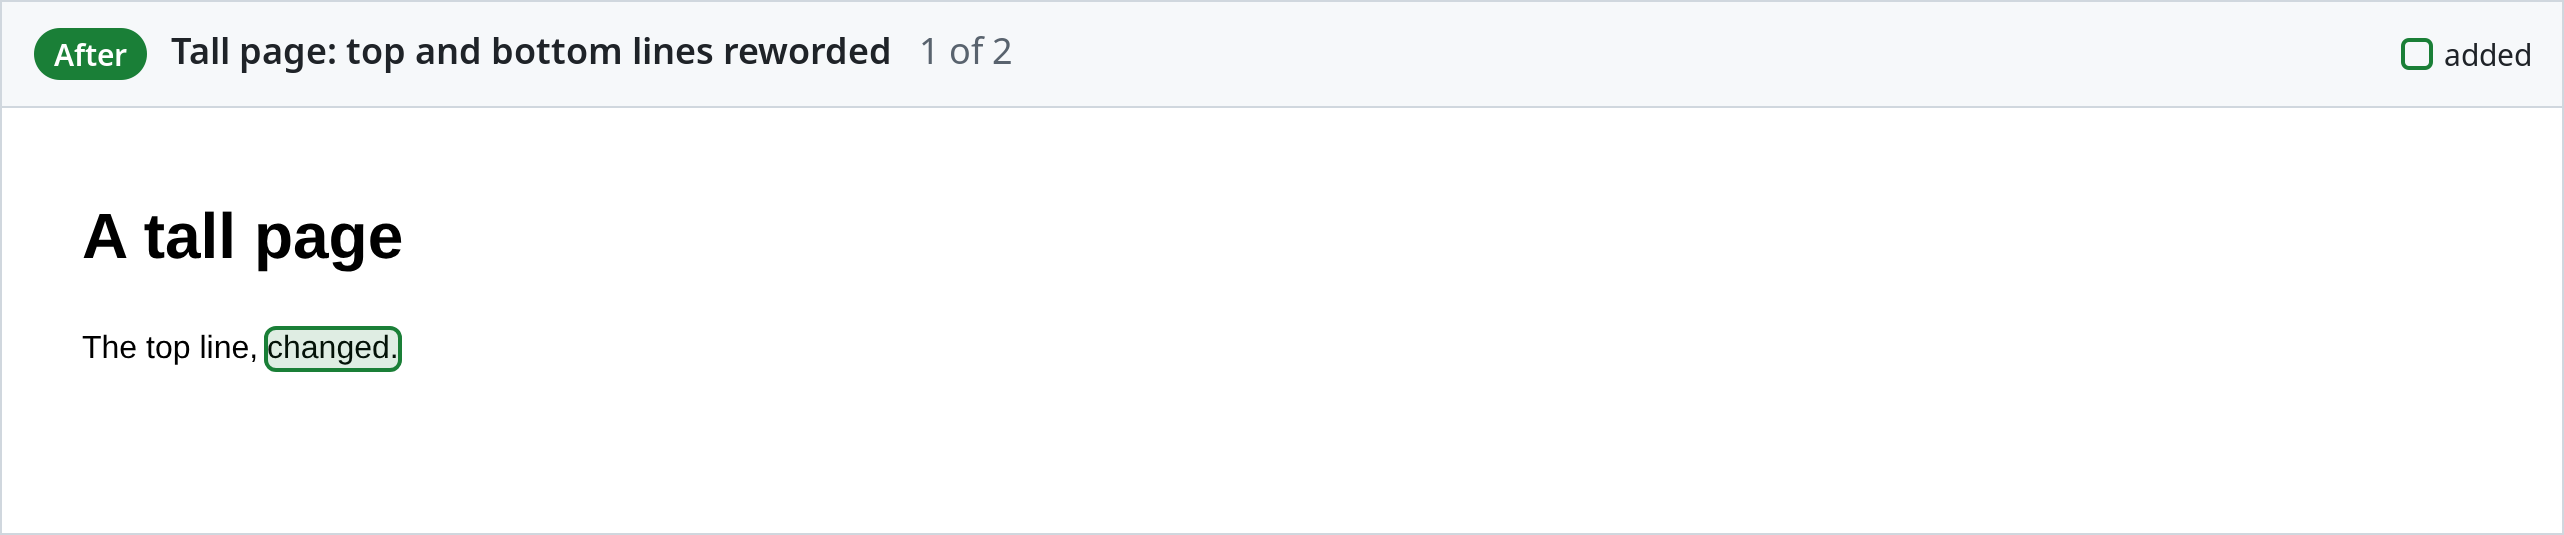 After Tall page: top and bottom lines reworded 1 of 2 added
A tall page
The top line, changed.